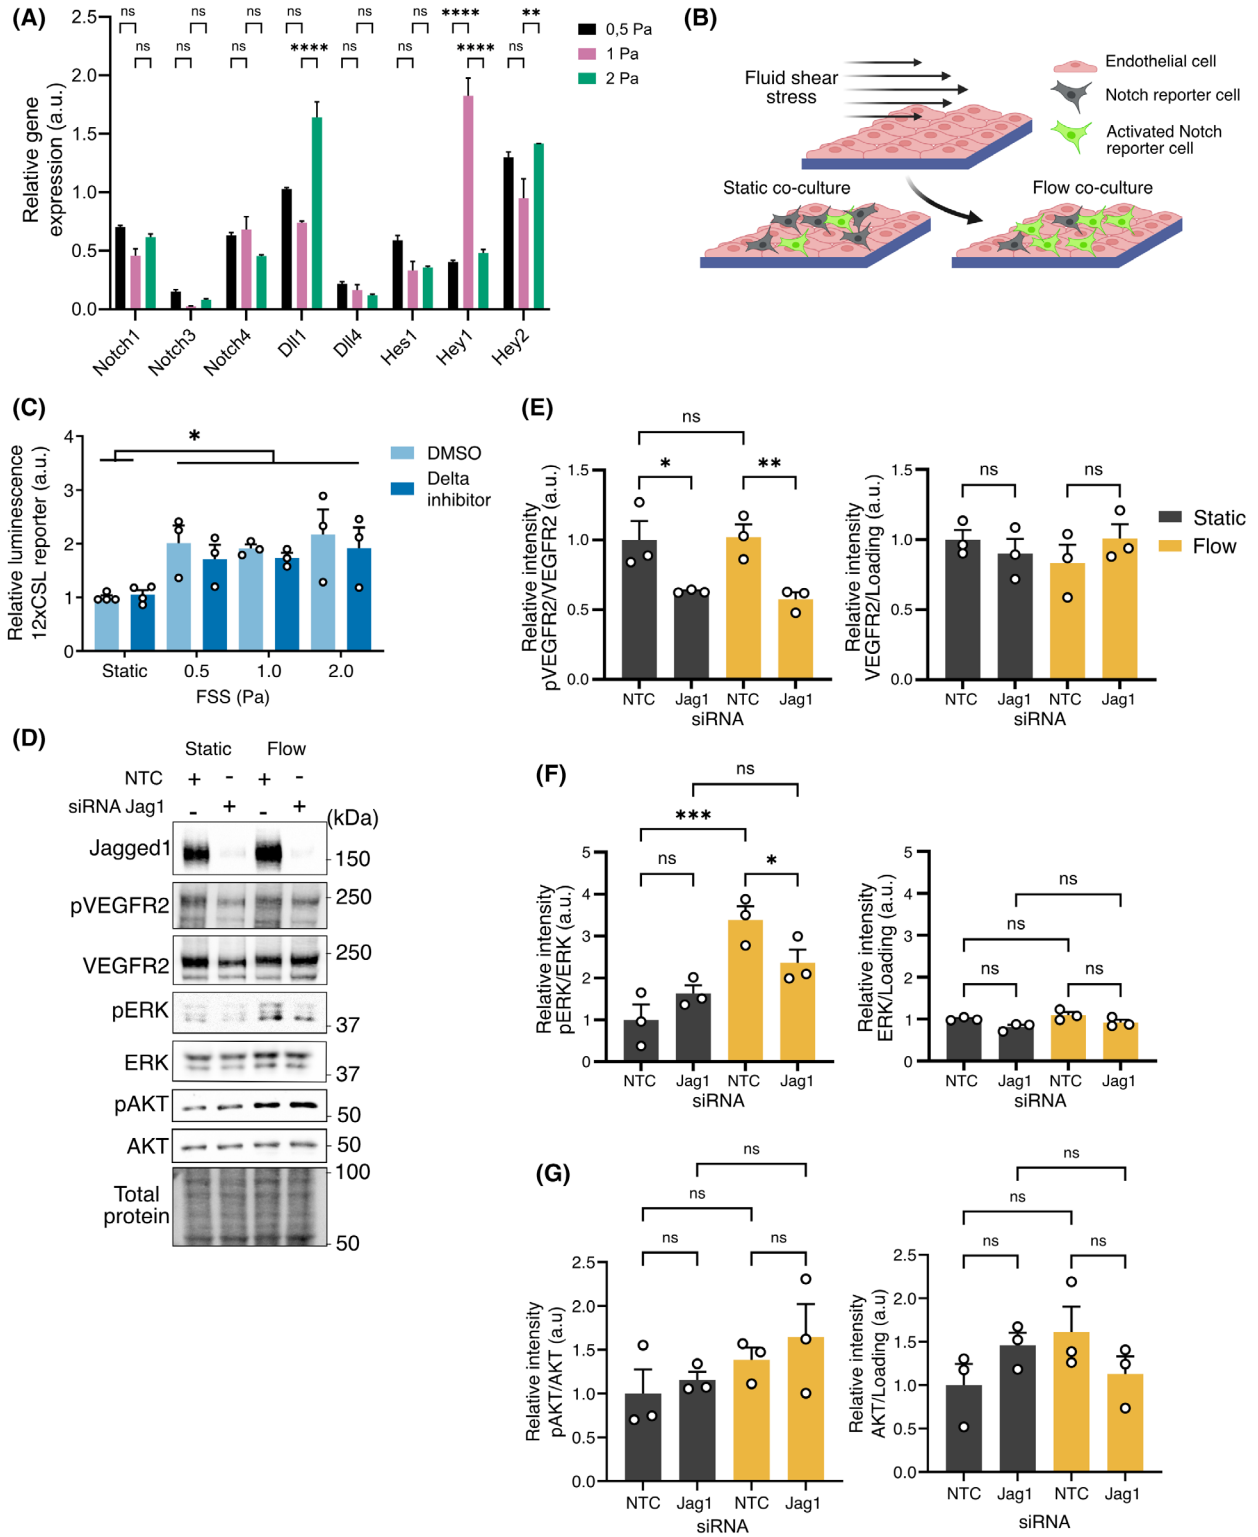 (A)
Relative gene
expression (a.u.)
2.5
2.0
1.5
1.0
0.5
0.0
ns ns ns ns ns ns **** **
ns ns ns **** ns ns **** ns
Notch1 Notch3 Notch4 Dll1 Dll4 Hes1 Hey1 Hey2
0,5 Pa
1 Pa
2 Pa
(B)
Fluid shear
stress
Endothelial cell
Notch reporter cell
Activated Notch
reporter cell
Static co-culture
Flow co-culture
(C)
Relative luminescence
12xCSL reporter (a.u.)
4
3
2
1
0
*
Static 0.5 1.0 2.0
FSS (Pa)
DMSO
Delta
inhibitor
(D)
Static Flow
NTC + - + -
siRNA Jag1 - + - +
(kDa)
Jagged1 150
pVEGFR2 250
VEGFR2 250
pERK 37
ERK 37
pAKT 50
AKT 50
Total
protein
100
50
(E)
Relative intensity
pVEGFR2/VEGFR2 (a.u.)
1.5
1.0
0.5
0.0
ns
* **
NTC Jag1 NTC Jag1
siRNA
Relative intensity
VEGFR2/Loading (a.u.)
1.5
1.0
0.5
0.0
ns ns
NTC Jag1 NTC Jag1
siRNA
Static
Flow
(F)
Relative intensity
pERK/ERK (a.u.)
5
4
3
2
1
0
ns
***
ns *
NTC Jag1 NTC Jag1
siRNA
Relative intensity
ERK/Loading (a.u.)
5
4
3
2
1
0
ns
ns
ns ns
NTC Jag1 NTC Jag1
siRNA
(G)
Relative intensity
pAKT/AKT (a.u)
2.5
2.0
1.5
1.0
0.5
0.0
ns
ns
ns ns
NTC Jag1 NTC Jag1
siRNA
Relative intensity
AKT/Loading (a.u)
2.5
2.0
1.5
1.0
0.5
0.0
ns
ns
ns ns
NTC Jag1 NTC Jag1
siRNA